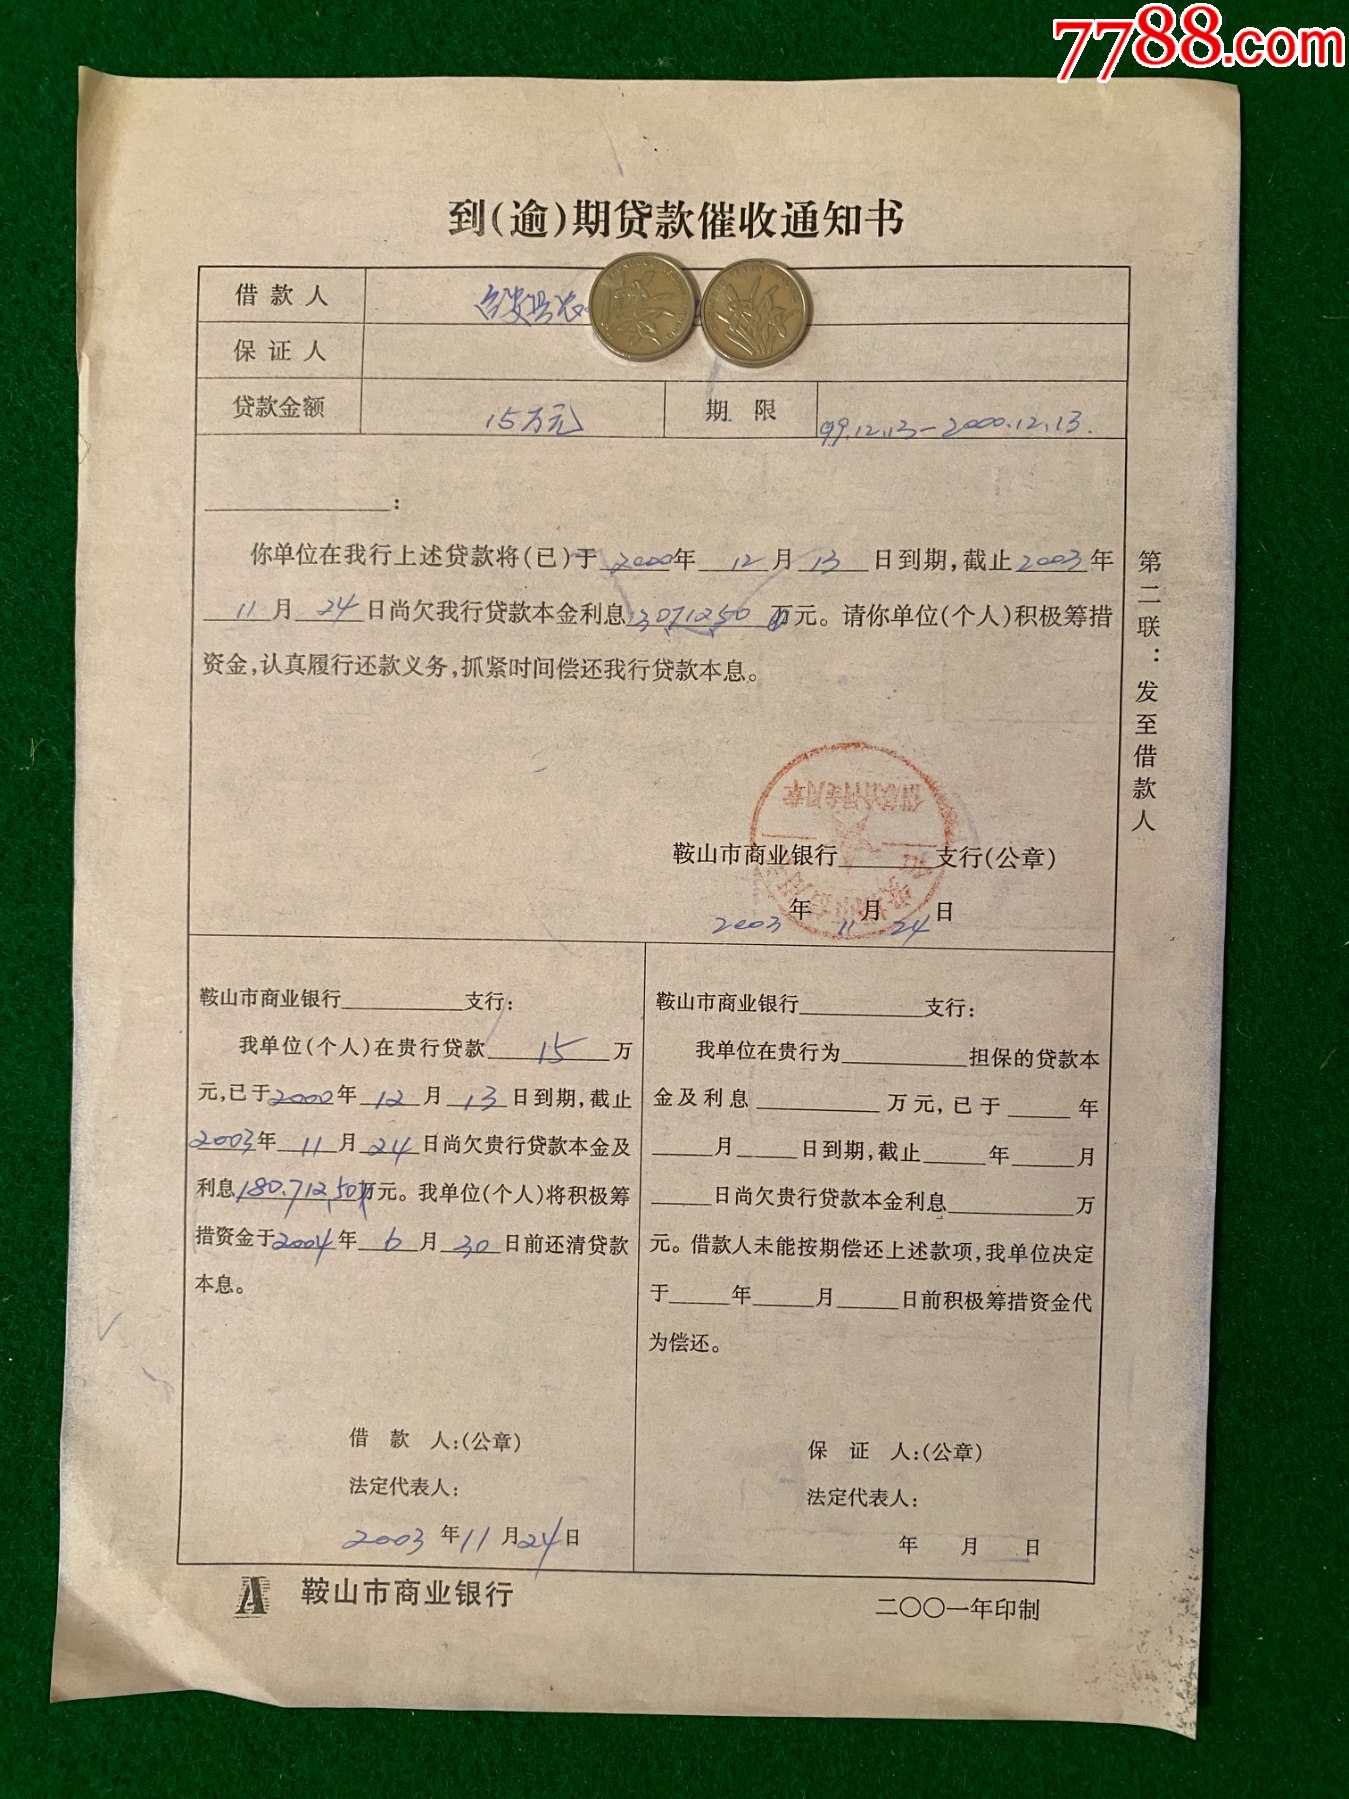 7788.com
到(逾)期贷款催收通知书
借款人 台安县农
保证人
贷款金额 15万元 期限 99.12.13-2000.12.13.
:
你单位在我行上述贷款将(已)于2000年12月13日到期,截止2003年
11月24日尚欠我行贷款本金利息 万元。请你单位(个人)积极筹措
资金,认真履行还款义务,抓紧时间偿还我行贷款本息。
鞍山市商业银行 支行(公章)
2003年11月24日
借款合同专用章
第二联:发至借款人
鞍山市商业银行 支行:
我单位(个人)在贵行贷款15万
元,已于2000年12月13日到期,截止
2003年11月24日尚欠贵行贷款本金及
利息180.712.50万元。我单位(个人)将积极筹
措资金于2004年6月30日前还清贷款
本息。
借款人:(公章)
法定代表人:
2003年11月24日
鞍山市商业银行 支行:
我单位在贵行为 担保的贷款本
金及利息 万元,已于 年
月 日到期,截止 年 月
日尚欠贵行贷款本金利息 万
元。借款人未能按期偿还上述款项,我单位决定
于 年 月 日前积极筹措资金代
为偿还。
保证人:(公章)
法定代表人:
年 月 日
鞍山市商业银行
二〇〇一年印制